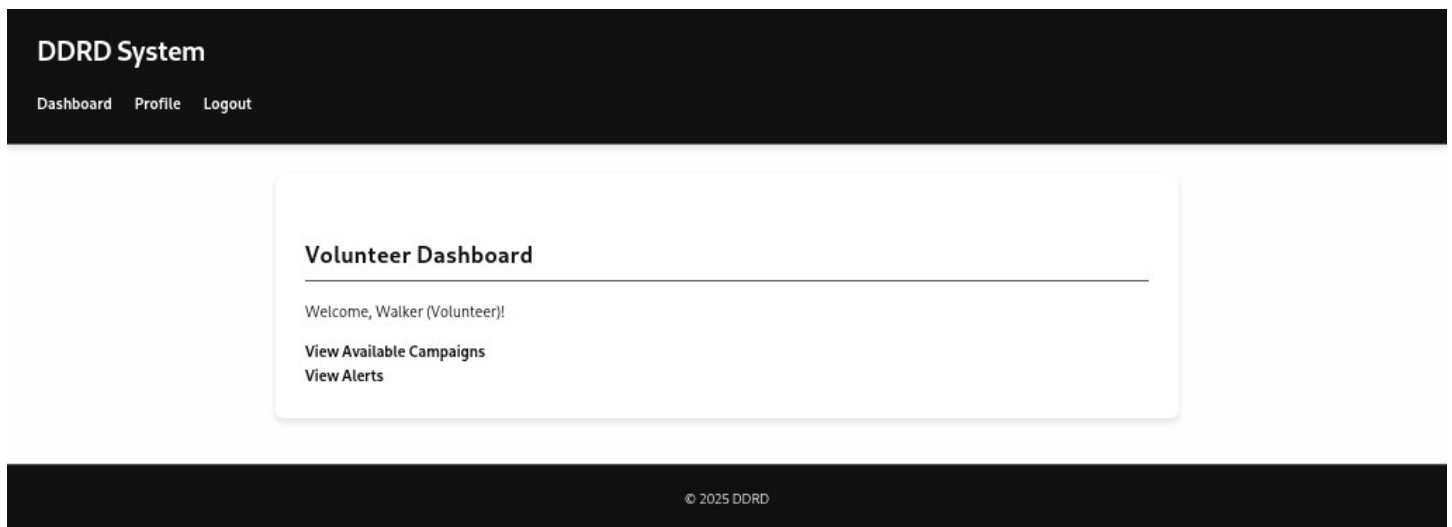 DDRD System
Dashboard Profile Logout
Volunteer Dashboard
Welcome, Walker (Volunteer)!
View Available Campaigns
View Alerts
© 2025 DDRD